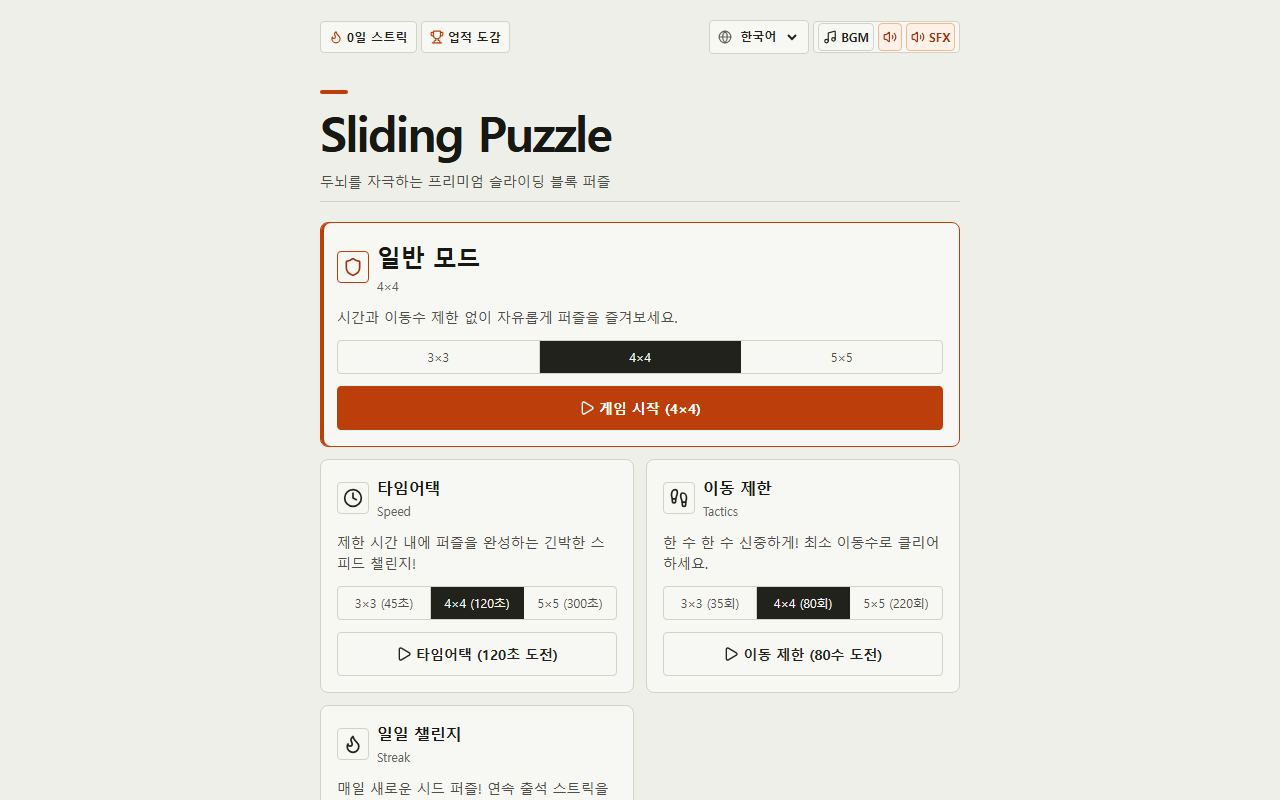 0일 스트릭
업적 도감
한국어
BGM
SFX
Sliding Puzzle
두뇌를 자극하는 프리미엄 슬라이딩 블록 퍼즐
일반 모드
4×4
시간과 이동수 제한 없이 자유롭게 퍼즐을 즐겨보세요.
3×3
4×4
5×5
게임 시작 (4×4)
타임어택
Speed
제한 시간 내에 퍼즐을 완성하는 긴박한 스
피드 챌린지!
3×3 (45초)
4×4 (120초)
5×5 (300초)
타임어택 (120초 도전)
이동 제한
Tactics
한 수 한 수 신중하게! 최소 이동수로 클리어
하세요.
3×3 (35회)
4×4 (80회)
5×5 (220회)
이동 제한 (80수 도전)
일일 챌린지
Streak
매일 새로운 시드 퍼즐! 연속 출석 스트릭을